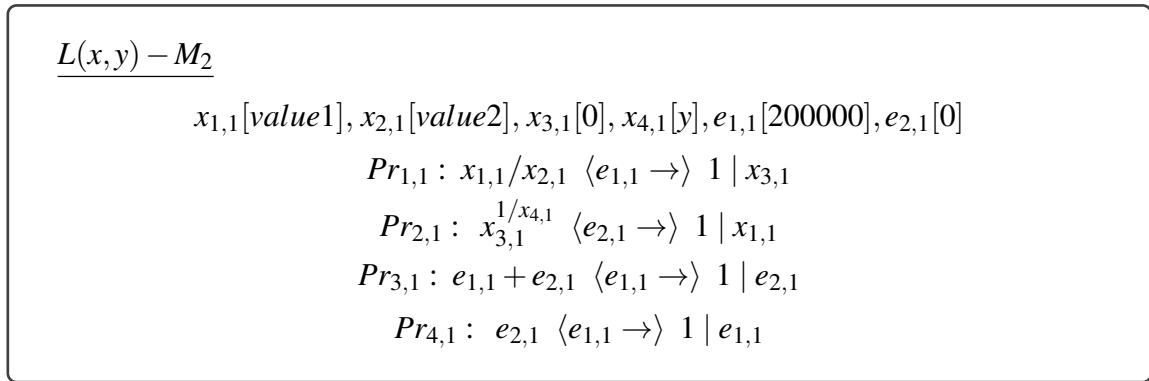 L(x,y) − M₂
x₁,₁[value1], x₂,₁[value2], x₃,₁[0], x₄,₁[y], e₁,₁[200000], e₂,₁[0]
Pr₁,₁ : x₁,₁/x₂,₁ ⟨e₁,₁ →⟩ 1 | x₃,₁
Pr₂,₁ : x₃,₁^{1/x₄,₁} ⟨e₂,₁ →⟩ 1 | x₁,₁
Pr₃,₁ : e₁,₁ + e₂,₁ ⟨e₁,₁ →⟩ 1 | e₂,₁
Pr₄,₁ : e₂,₁ ⟨e₁,₁ →⟩ 1 | e₁,₁